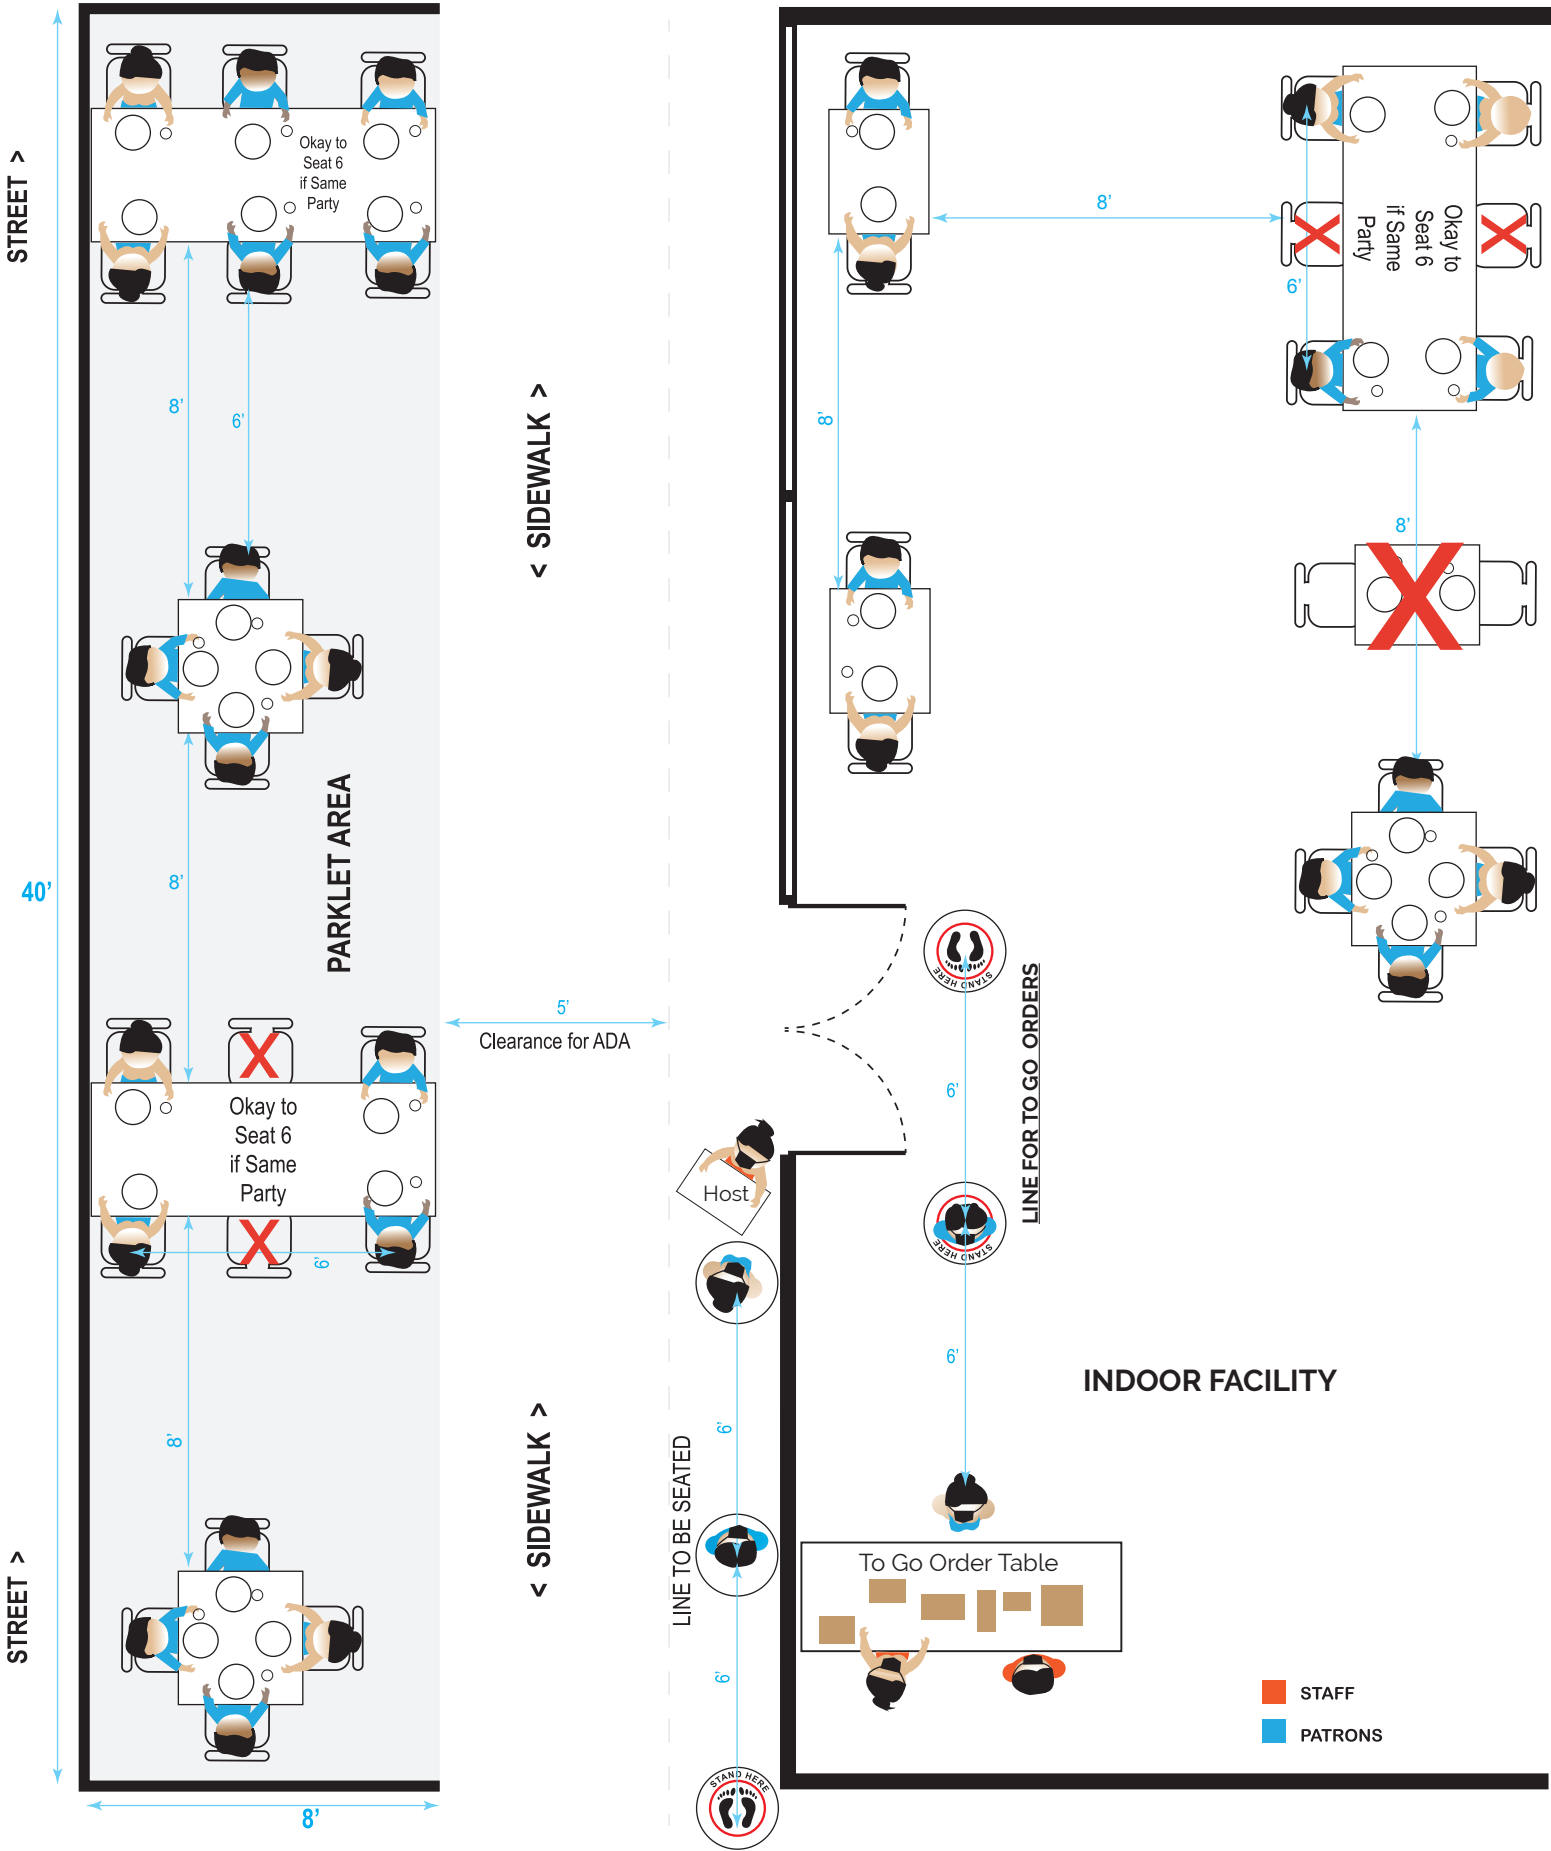 STREET >
Okay to
Seat 6
if Same
Party
8'
6'
< SIDEWALK >
40'
PARKLET AREA
8'
5'
Clearance for ADA
Okay to
Seat 6
if Same
Party
6'
8'
STREET >
< SIDEWALK >
8'
8'
8'
Okay to
Seat 6
if Same
Party
6'
8'
STAND HERE
LINE FOR TO GO ORDERS
6'
Host
STAND HERE
6'
INDOOR FACILITY
LINE TO BE SEATED
6'
6'
To Go Order Table
STAND HERE
STAFF
PATRONS